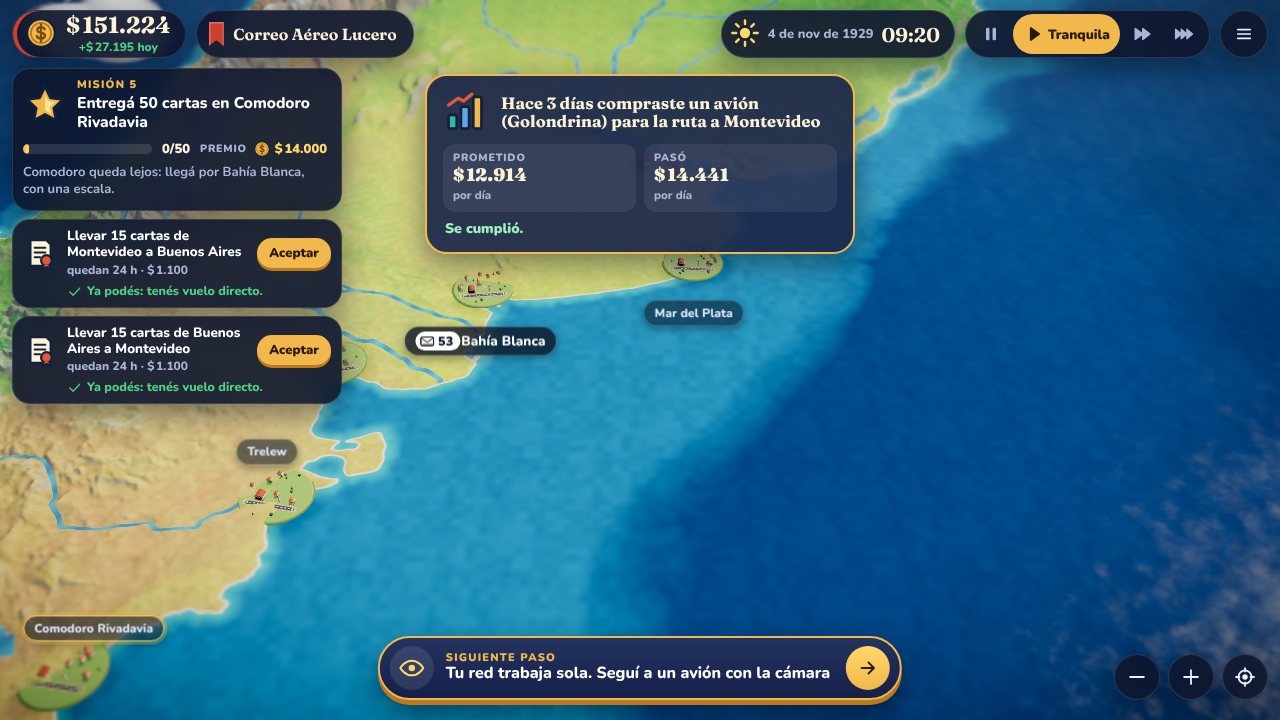 $151.224
+$27.195 hoy
Correo Aéreo Lucero
4 de nov de 1929 09:20
Tranquila
MISIÓN 5
Entregá 50 cartas en Comodoro
Rivadavia
0/50 PREMIO $14.000
Comodoro queda lejos: llegá por Bahía Blanca,
con una escala.
Llevar 15 cartas de
Montevideo a Buenos Aires
quedan 24 h · $1.100
Ya podés: tenés vuelo directo.
Aceptar
Llevar 15 cartas de Buenos
Aires a Montevideo
quedan 24 h · $1.100
Ya podés: tenés vuelo directo.
Aceptar
Hace 3 días compraste un avión
(Golondrina) para la ruta a Montevideo
PROMETIDO
$12.914
por día
PASÓ
$14.441
por día
Se cumplió.
Mar del Plata
53 Bahía Blanca
Trelew
Comodoro Rivadavia
SIGUIENTE PASO
Tu red trabaja sola. Seguí a un avión con la cámara